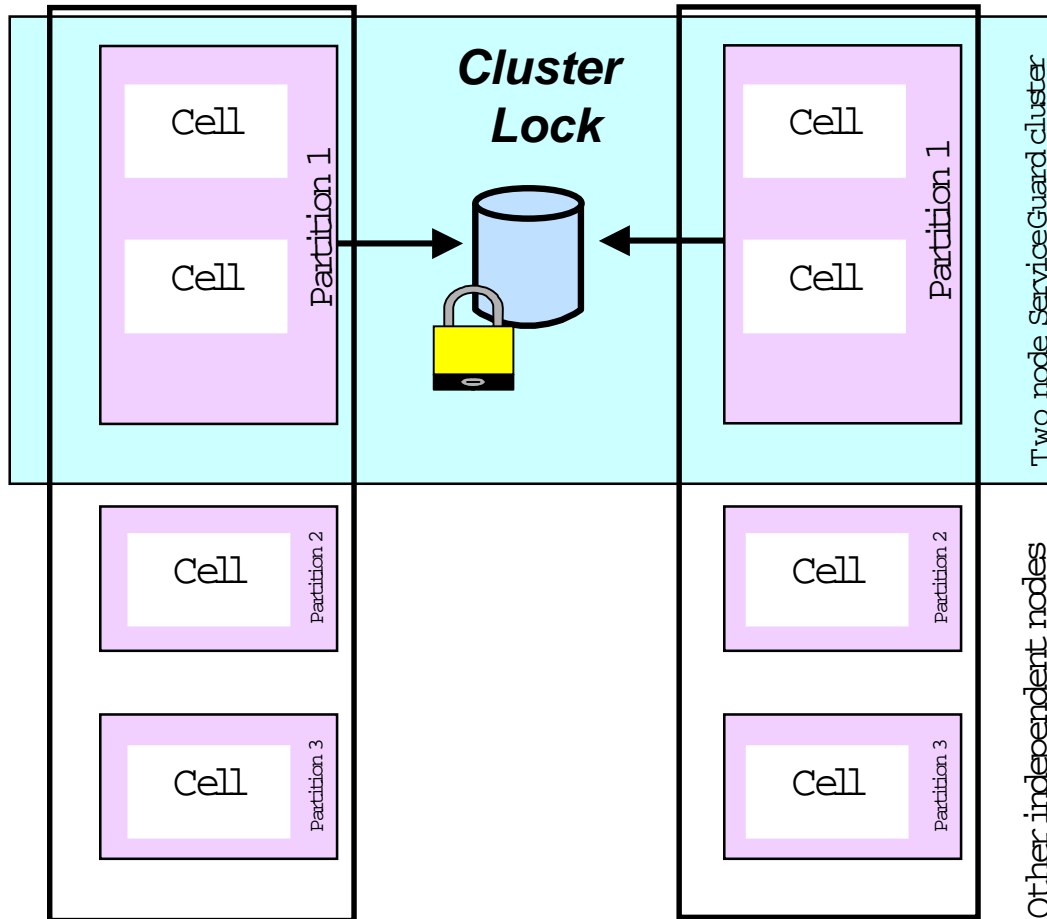 Cluster
Lock
Cell
Cell
Partition 1
Cell
Cell
Partition 1
Two node ServiceGuard cluster
Cell
Partition 2
Cell
Partition 2
Cell
Partition 3
Cell
Partition 3
Other independent nodes